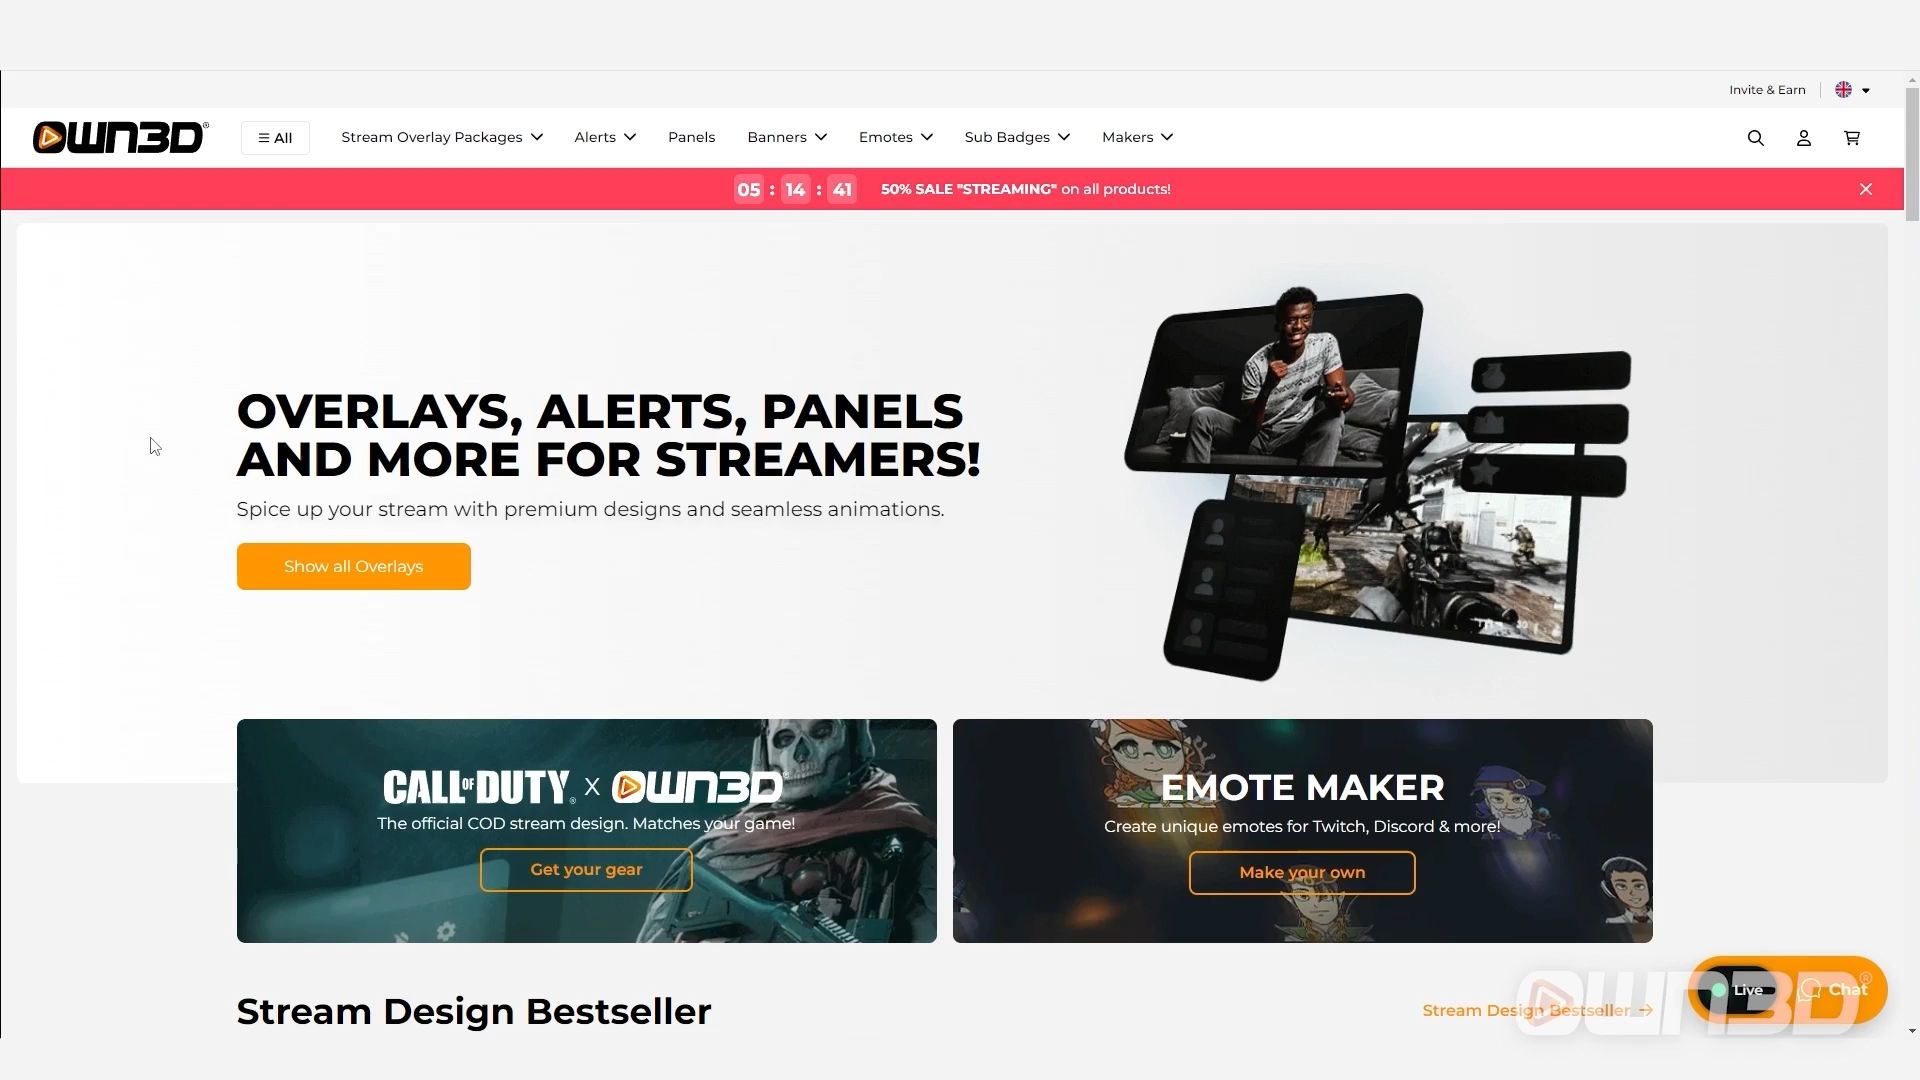 Invite & Earn
OWN3D®
All
Stream Overlay Packages
Alerts
Panels
Banners
Emotes
Sub Badges
Makers
05 : 14 : 41
50% SALE "STREAMING" on all products!
OVERLAYS, ALERTS, PANELS
AND MORE FOR STREAMERS!
Spice up your stream with premium designs and seamless animations.
Show all Overlays
CALL OF DUTY® X OWN3D®
The official COD stream design. Matches your game!
Get your gear
EMOTE MAKER
Create unique emotes for Twitch, Discord & more!
Make your own
Stream Design Bestseller
Stream Design Bestseller →
Live
Chat
OWN3D®